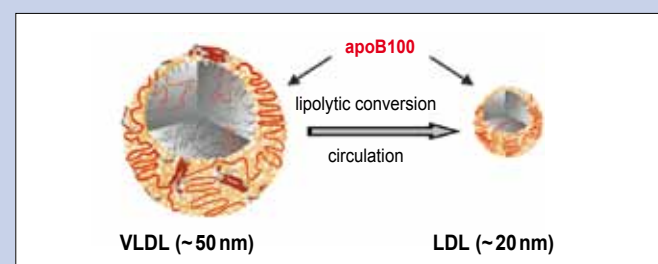 apoB100
lipolytic conversion
circulation
VLDL (~50 nm)
LDL (~20 nm)